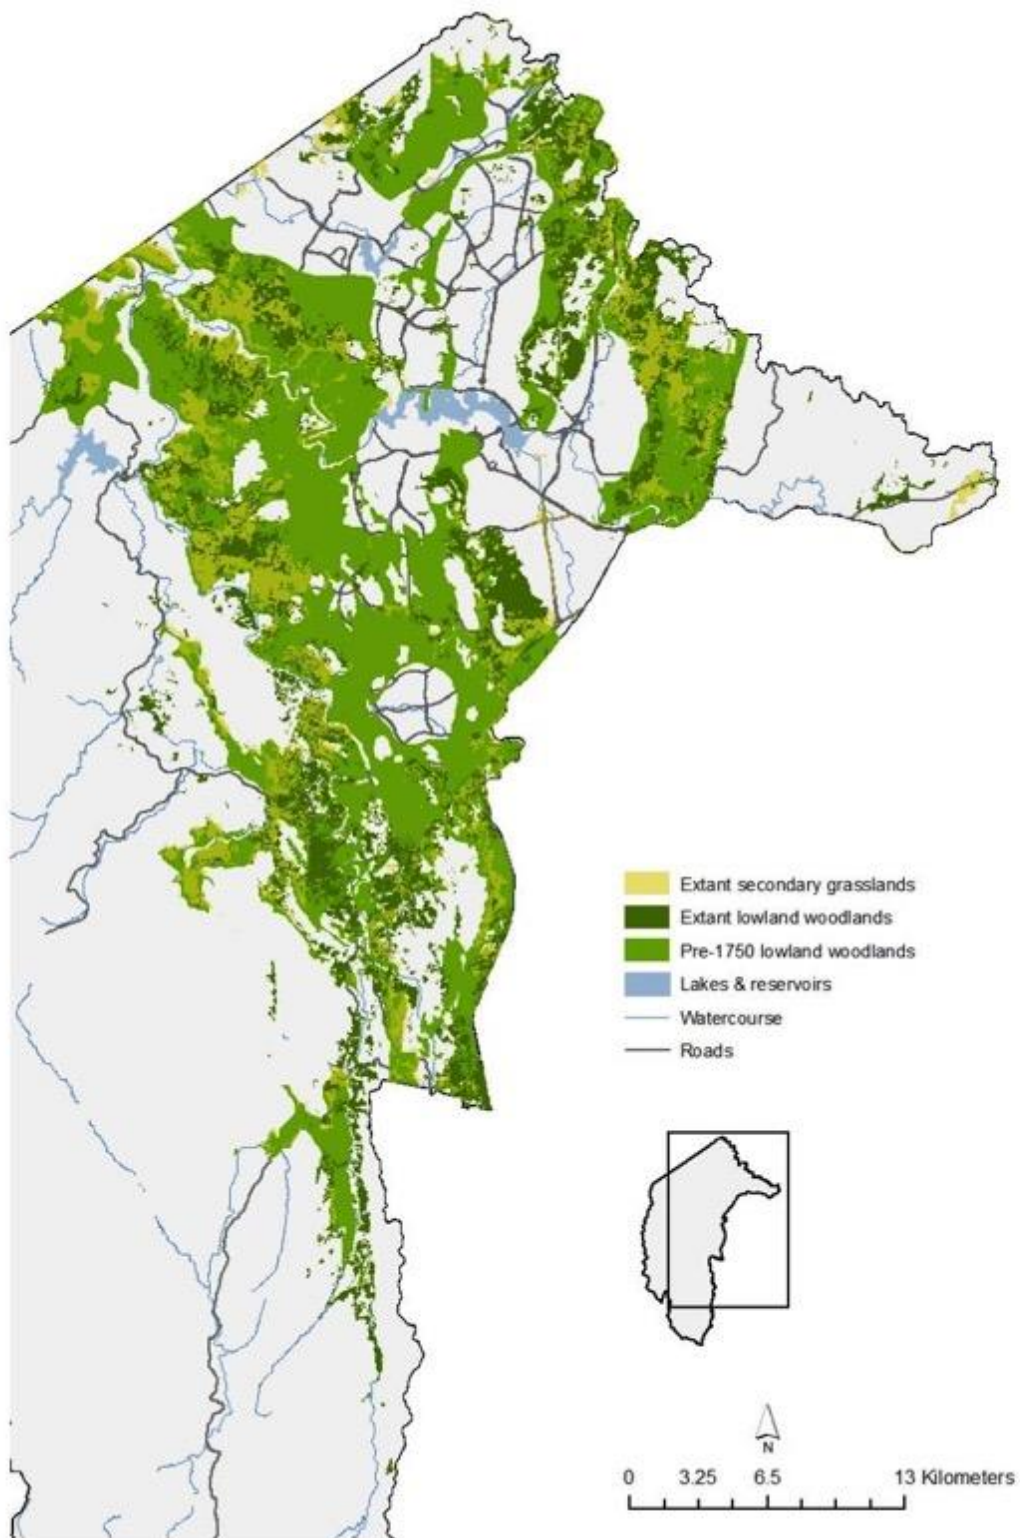 Extant secondary grasslands
Extant lowland woodlands
Pre-1750 lowland woodlands
Lakes & reservoirs
Watercourse
Roads
N
0 3.25 6.5 13 Kilometers